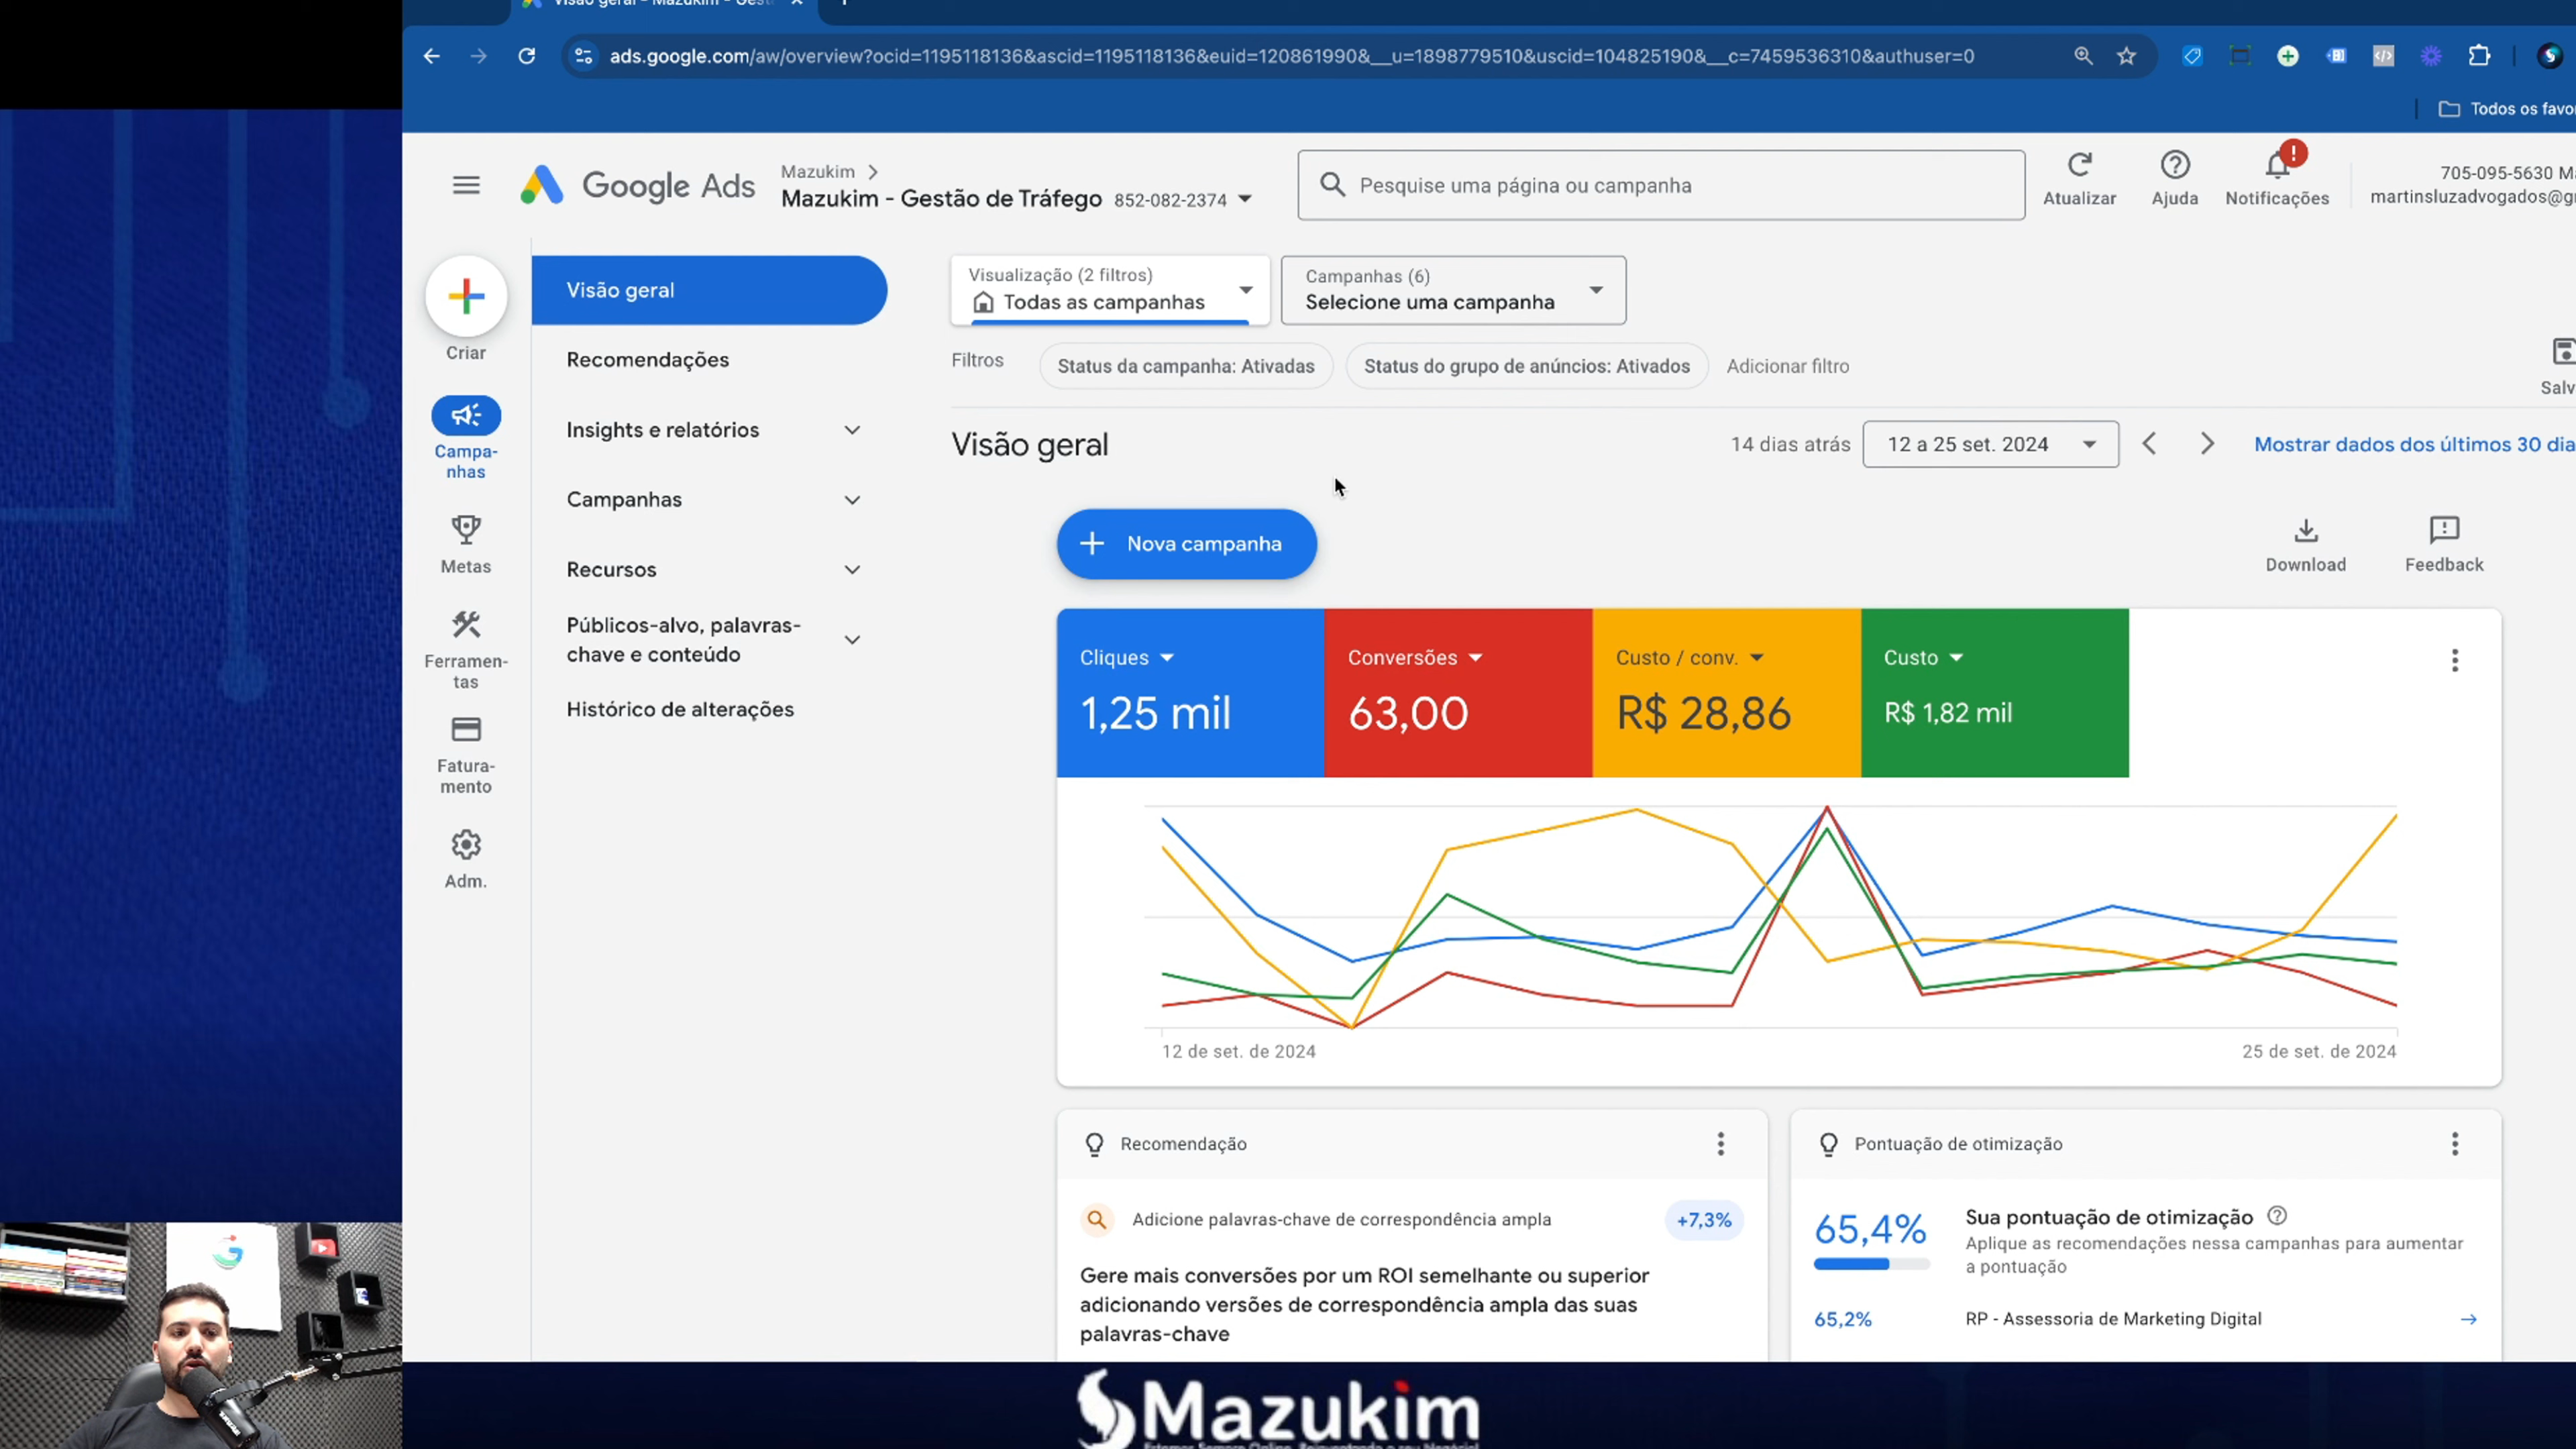 Visão geral - Mazukim - Gest
ads.google.com/aw/overview?ocid=1195118136&ascid=1195118136&euid=120861990&__u=1898779510&uscid=104825190&__c=7459536310&authuser=0
Todos os favo
Google Ads
Mazukim
Mazukim - Gestão de Tráfego 852-082-2374
Pesquise uma página ou campanha
Atualizar
Ajuda
Notificações
705-095-5630 Ma
martinsluzadvogados@g
Criar
Campa-
nhas
Metas
Ferramen-
tas
Fatura-
mento
Adm.
Visão geral
Recomendações
Insights e relatórios
Campanhas
Recursos
Públicos-alvo, palavras-
chave e conteúdo
Histórico de alterações
Visualização (2 filtros)
Todas as campanhas
Campanhas (6)
Selecione uma campanha
Filtros
Status da campanha: Ativadas
Status do grupo de anúncios: Ativados
Adicionar filtro
Salv
Visão geral
14 dias atrás
12 a 25 set. 2024
Mostrar dados dos últimos 30 dia
Nova campanha
Download
Feedback
Cliques
1,25 mil
Conversões
63,00
Custo / conv.
R$ 28,86
Custo
R$ 1,82 mil
12 de set. de 2024
25 de set. de 2024
Recomendação
Adicione palavras-chave de correspondência ampla
+7,3%
Gere mais conversões por um ROI semelhante ou superior
adicionando versões de correspondência ampla das suas
palavras-chave
Pontuação de otimização
65,4%
Sua pontuação de otimização
Aplique as recomendações nessa campanhas para aumentar
a pontuação
65,2%
RP - Assessoria de Marketing Digital
Mazukim